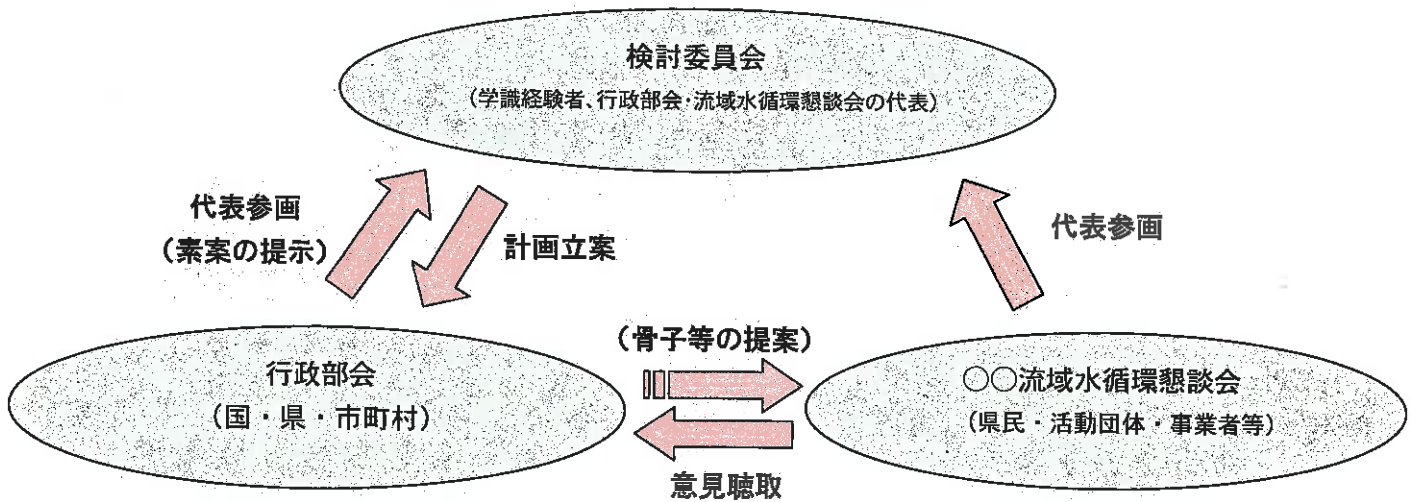 検討委員会
（学識経験者、行政部会・流域水循環懇談会の代表）
代表参画
（素案の提示）
計画立案
代表参画
（骨子等の提案）
行政部会
（国・県・市町村）
○○流域水循環懇談会
（県民・活動団体・事業者等）
意見聴取